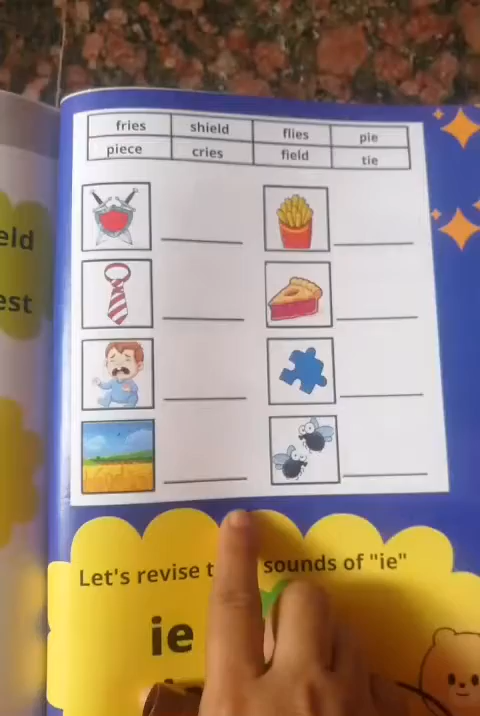 eld
est
fries shield flies pie
piece cries field tie
Let's revise t sounds of "ie"
ie